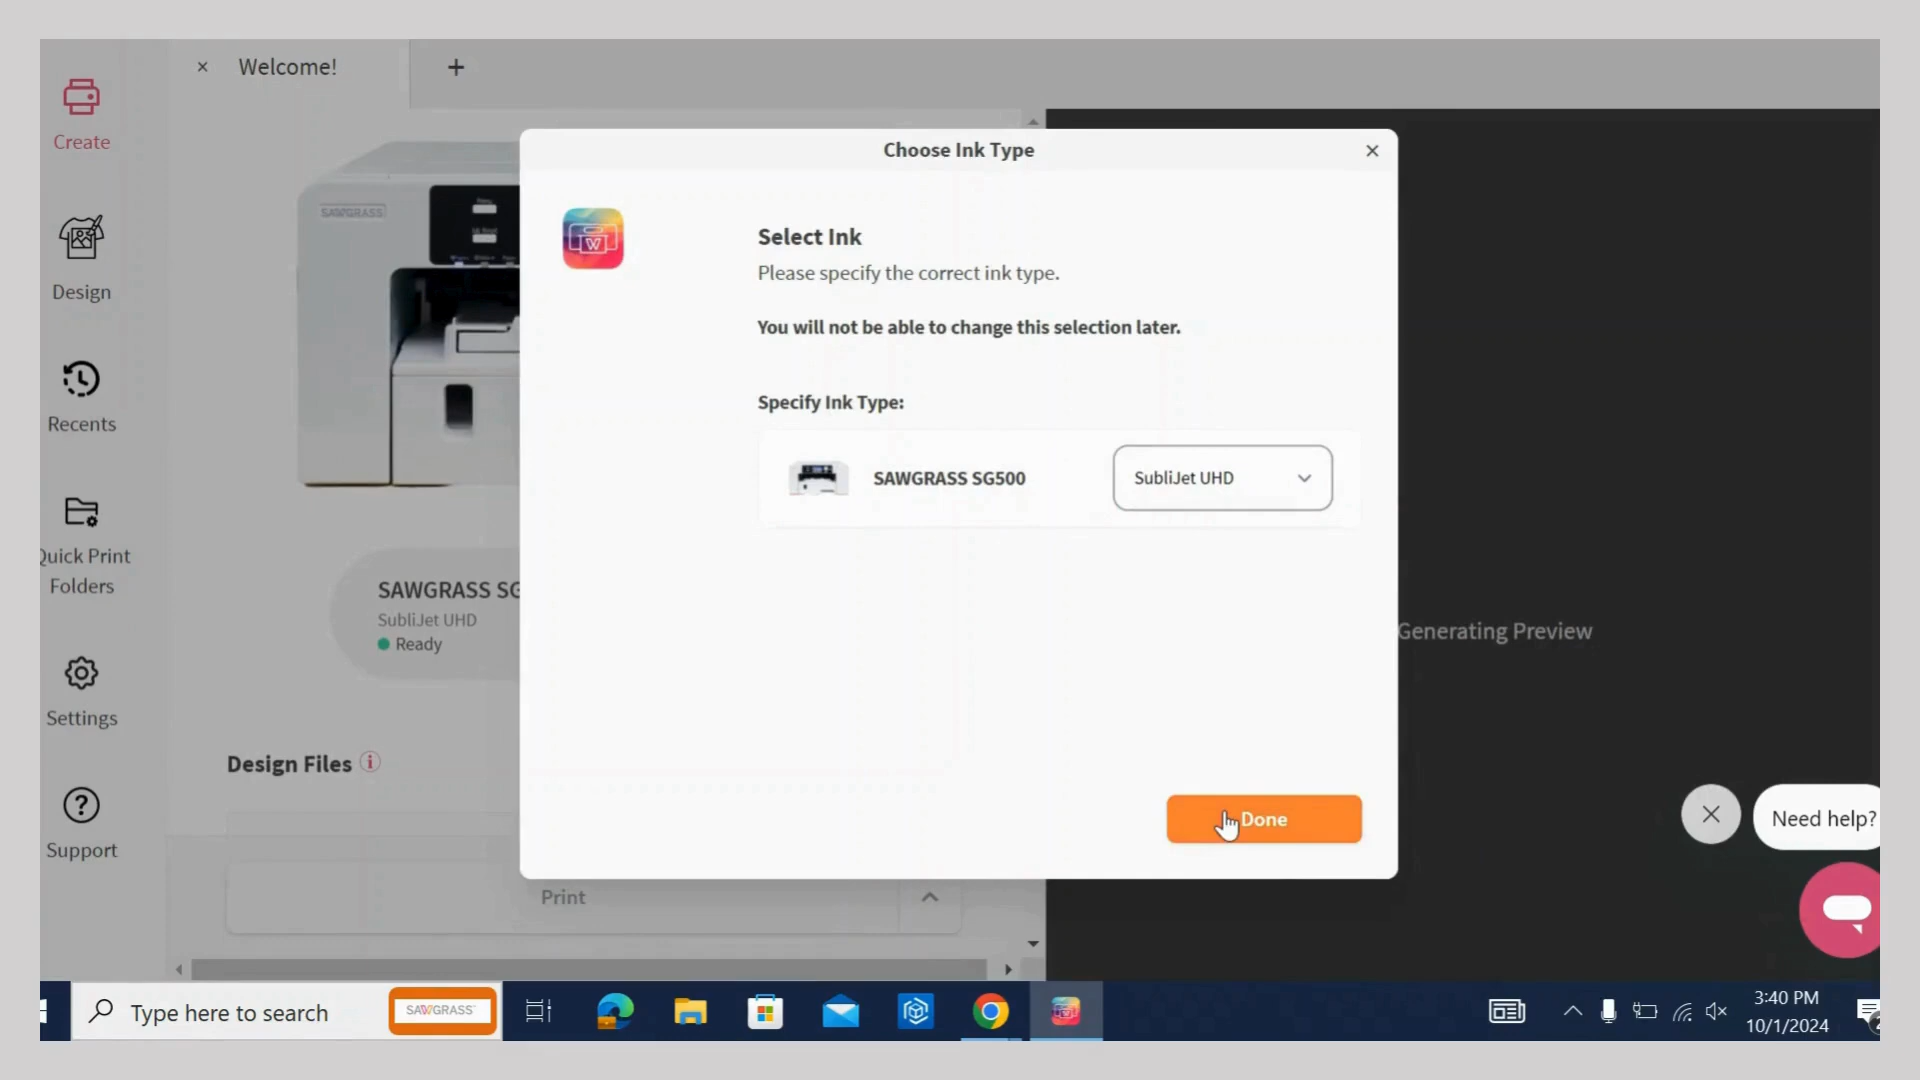 Welcome!
Create
Design
Recents
Quick Print
Folders
Settings
Support
SAWGRASS
SAWGRASS SG
SubliJet UHD
Ready
Design Files
Print
Choose Ink Type
Select Ink
Please specify the correct ink type.
You will not be able to change this selection later.
Specify Ink Type:
SAWGRASS SG500
SubliJet UHD
Done
Generating Preview
Need help?
Type here to search
SAWGRASS
3:40 PM
10/1/2024